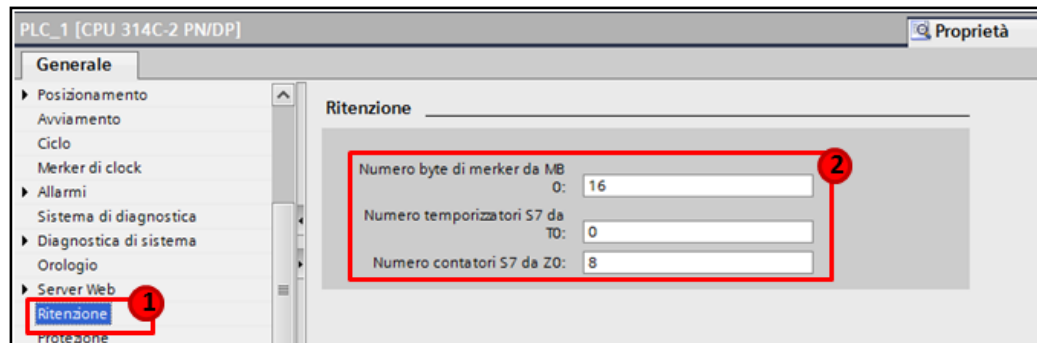 PLC_1 [CPU 314C-2 PN/DP]
Proprietà
Generale
Posizionamento
Avviamento
Ciclo
Merker di clock
Allarmi
Sistema di diagnostica
Diagnostica di sistema
Orologio
Server Web
Ritenzione
1
Protezione
Ritenzione
2
Numero byte di merker da MB
0: 16
Numero temporizzatori S7 da
T0: 0
Numero contatori S7 da Z0: 8